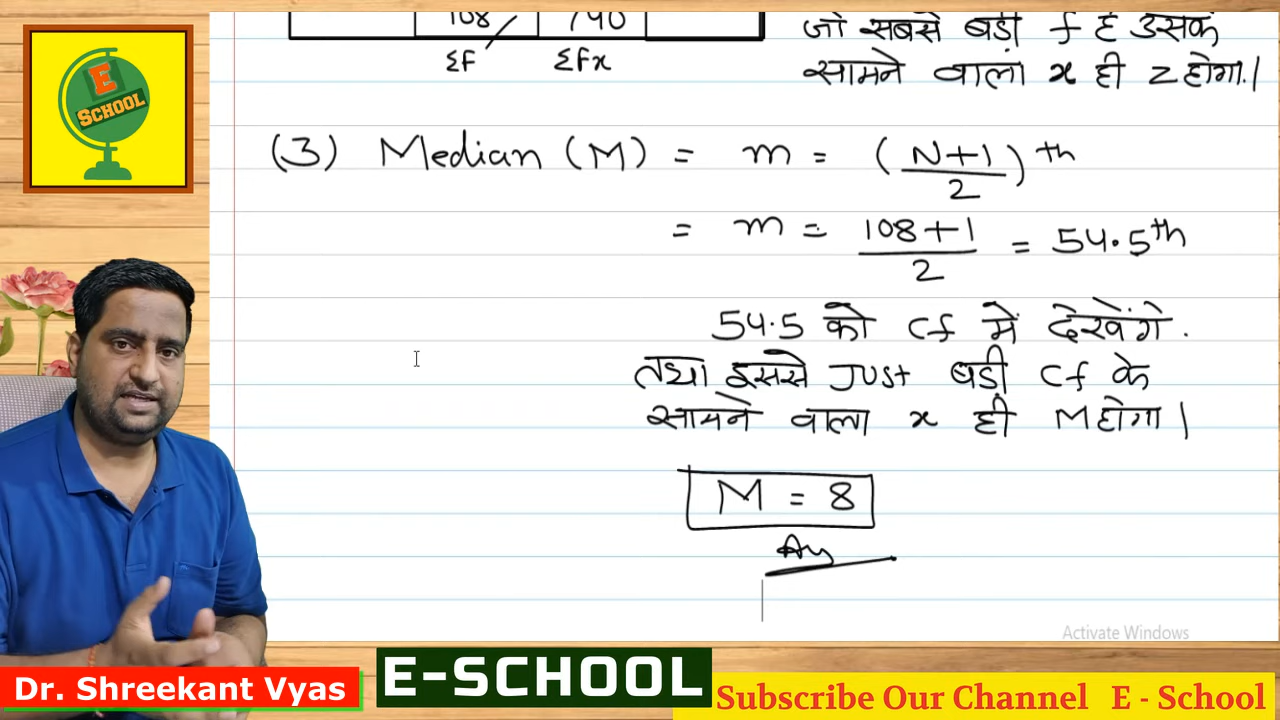 108 740
Σf Σfx
जो सबसे बड़ी f है उसके
सामने वाला x ही Z होगा।
E
SCHOOL
(3) Median (M) = m = (N+1/2)th
= m = 108+1/2 = 54.5th
54.5 को Cf में देखेंगे.
तथा इससे Just बड़ी Cf के
सामने वाला x ही M होगा।
M = 8
Ans
Activate Windows
Dr. Shreekant Vyas
E-SCHOOL
Subscribe Our Channel E - School